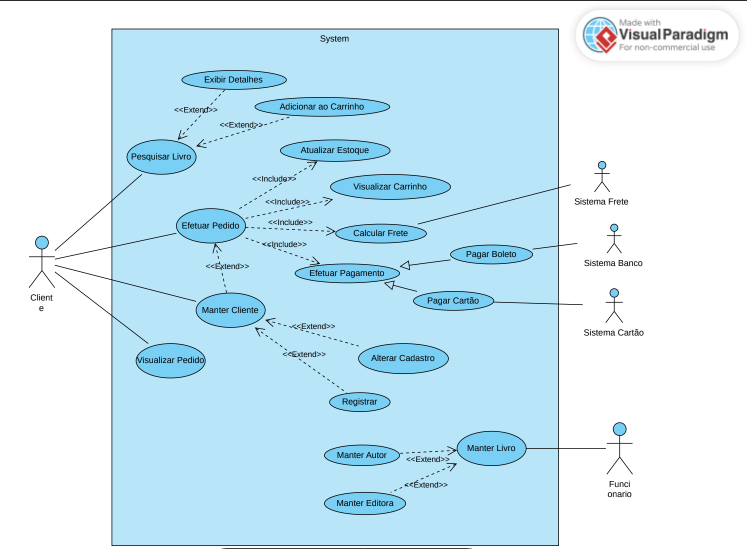 Made with
Visual Paradigm
For non-commercial use
System
Exibir Detalhes
<<Extend>>
Adicionar ao Carrinho
<<Extend>>
Pesquisar Livro
Atualizar Estoque
<<Include>>
Visualizar Carrinho
<<Include>>
Sistema Frete
Efetuar Pedido
<<Include>>
Calcular Frete
<<Include>>
Pagar Boleto
Sistema Banco
<<Extend>>
Efetuar Pagamento
Client
e
Manter Cliente
Pagar Cartão
<<Extend>>
Sistema Cartão
<<Extend>>
Visualizar Pedido
Alterar Cadastro
Registrar
Manter Autor
<<Extend>>
Manter Livro
<<Extend>>
Manter Editora
Funci
onario